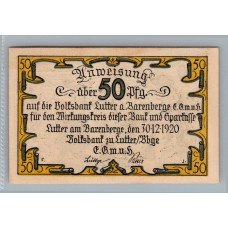 50 50
Anweisung
über 50 Pfg.
auf die Volksbank Lutter a. Barenberge E.G.m.u.H.
für den Wirkungskreis dieser Bank und Sparkasse
Lutter am Barenberge, den 30.12.1920
Volksbank zu Lutter/Bbge
E.G.m.u.H.
50 50